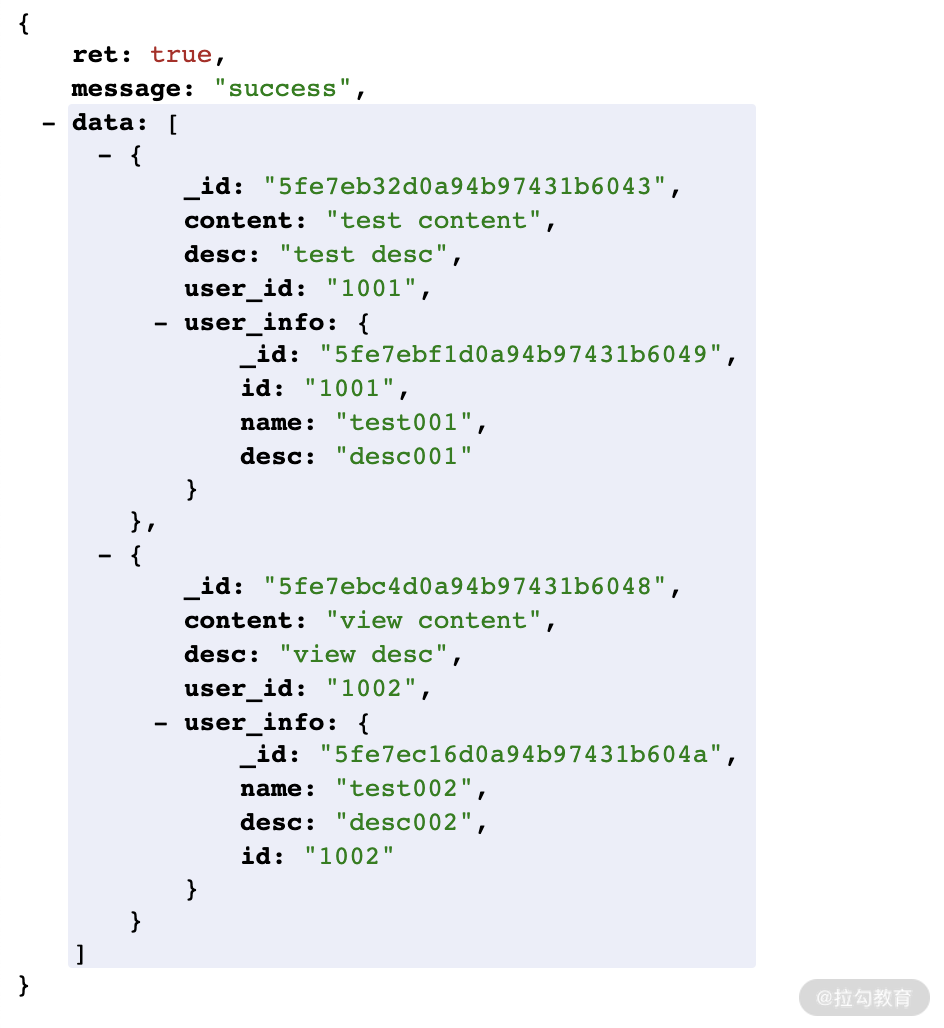 {
ret: true,
message: "success",
- data: [
- {
_id: "5fe7eb32d0a94b97431b6043",
content: "test content",
desc: "test desc",
user_id: "1001",
- user_info: {
_id: "5fe7ebf1d0a94b97431b6049",
id: "1001",
name: "test001",
desc: "desc001"
}
},
- {
_id: "5fe7ebc4d0a94b97431b6048",
content: "view content",
desc: "view desc",
user_id: "1002",
- user_info: {
_id: "5fe7ec16d0a94b97431b604a",
name: "test002",
desc: "desc002",
id: "1002"
}
}
]
}
@拉勾教育